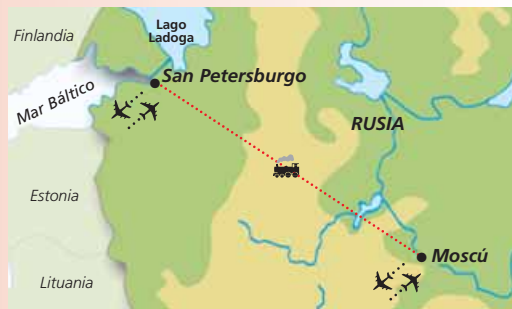 Finlandia
Lago
Ladoga
San Petersburgo
Mar Báltico
RUSIA
Estonia
Moscú
Lituania